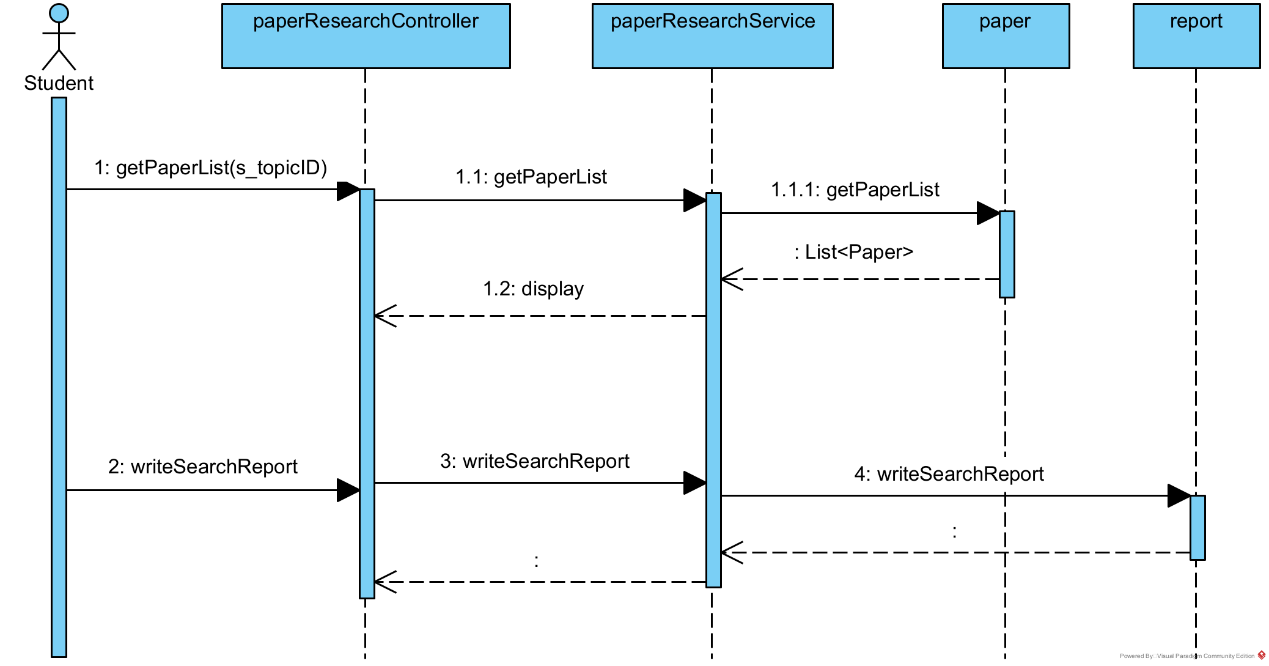 paperResearchController
paperResearchService
paper
report
Student
1: getPaperList(s_topicID)
1.1: getPaperList
1.1.1: getPaperList
: List<Paper>
1.2: display
2: writeSearchReport
3: writeSearchReport
4: writeSearchReport
:
:
Powered By: Visual Paradigm Community Edition